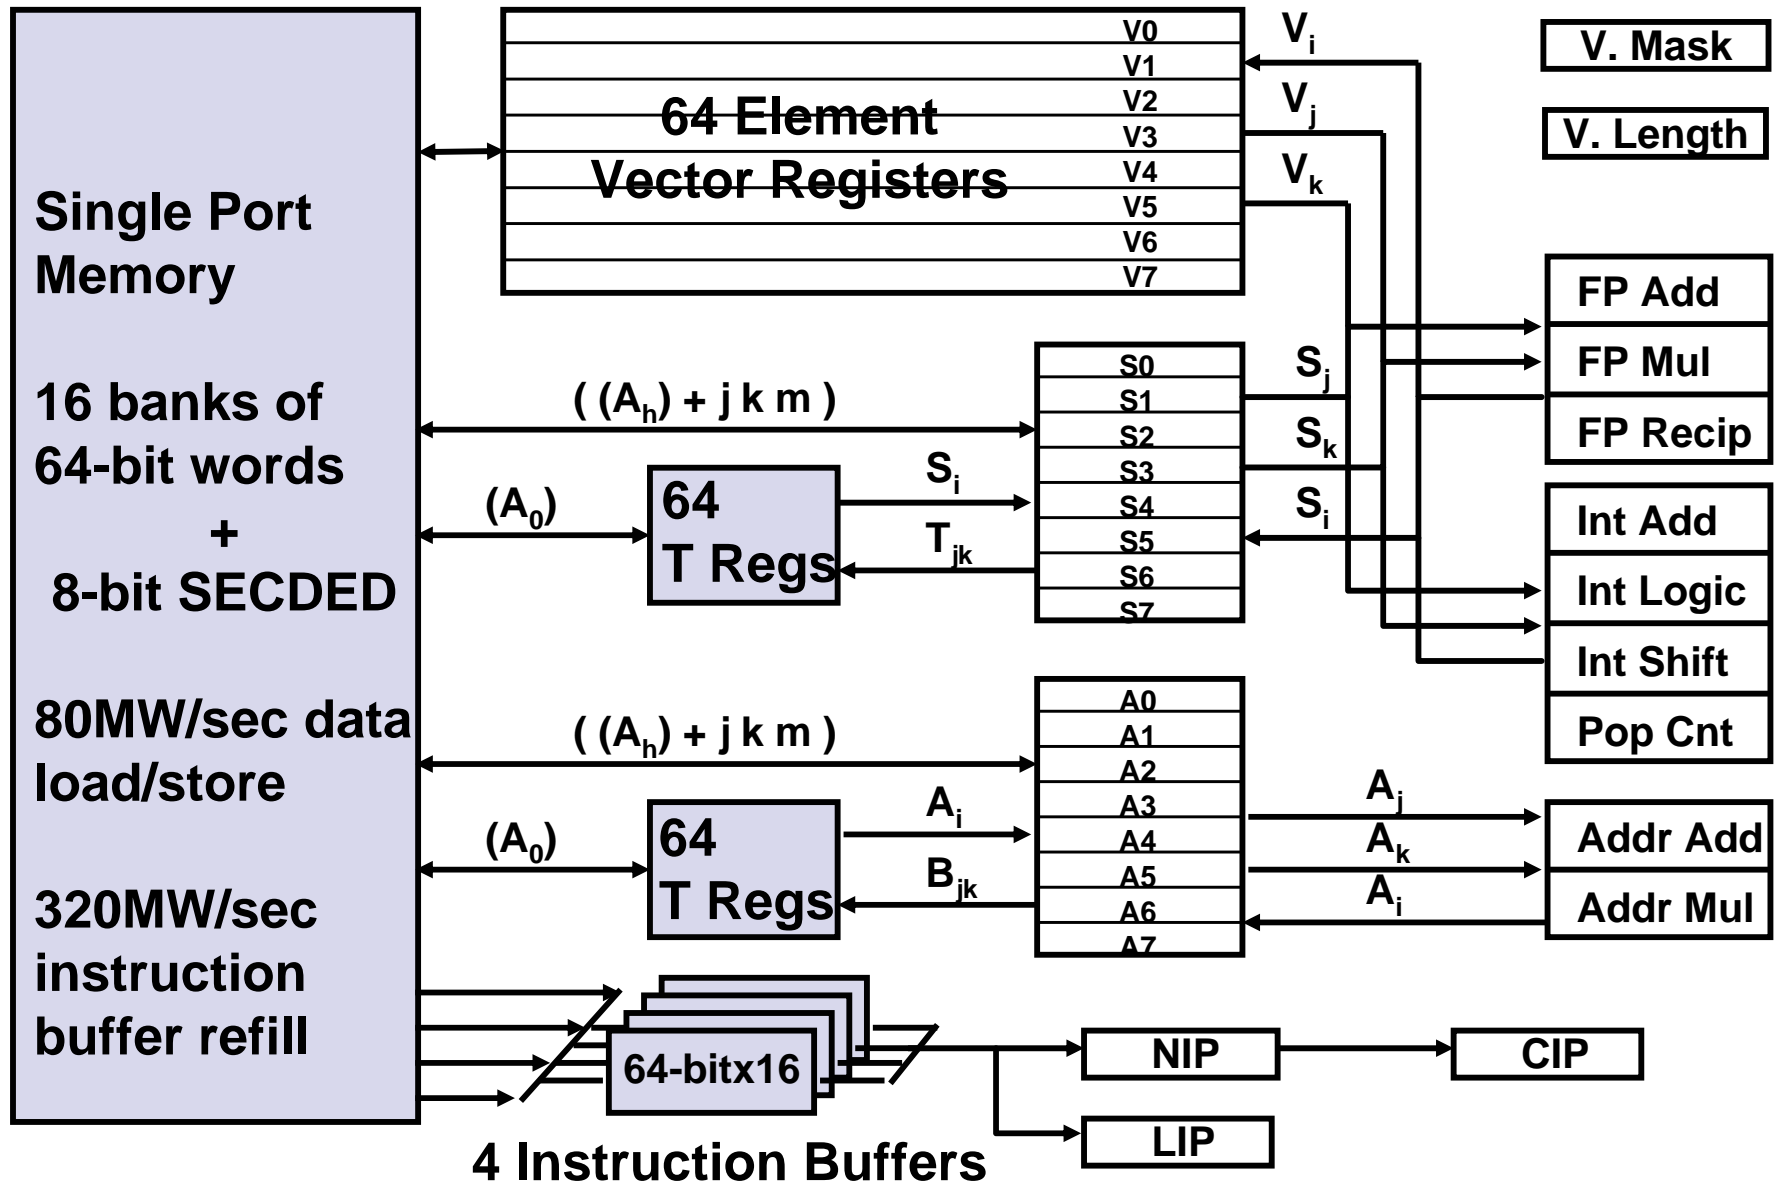 Single Port
Memory
16 banks of
64-bit words
+
8-bit SECDED
80MW/sec data
load/store
320MW/sec
instruction
buffer refill
64 Element
Vector Registers
V0
V1
V2
V3
V4
V5
V6
V7
Vi
Vj
Vk
V. Mask
V. Length
FP Add
FP Mul
FP Recip
Int Add
Int Logic
Int Shift
Pop Cnt
( (Ah) + j k m )
(A0)
64
T Regs
Si
Tjk
S0
S1
S2
S3
S4
S5
S6
S7
Sj
Sk
Si
( (Ah) + j k m )
(A0)
64
T Regs
Ai
Bjk
A0
A1
A2
A3
A4
A5
A6
A7
Aj
Ak
Ai
Addr Add
Addr Mul
64-bitx16
4 Instruction Buffers
NIP
CIP
LIP